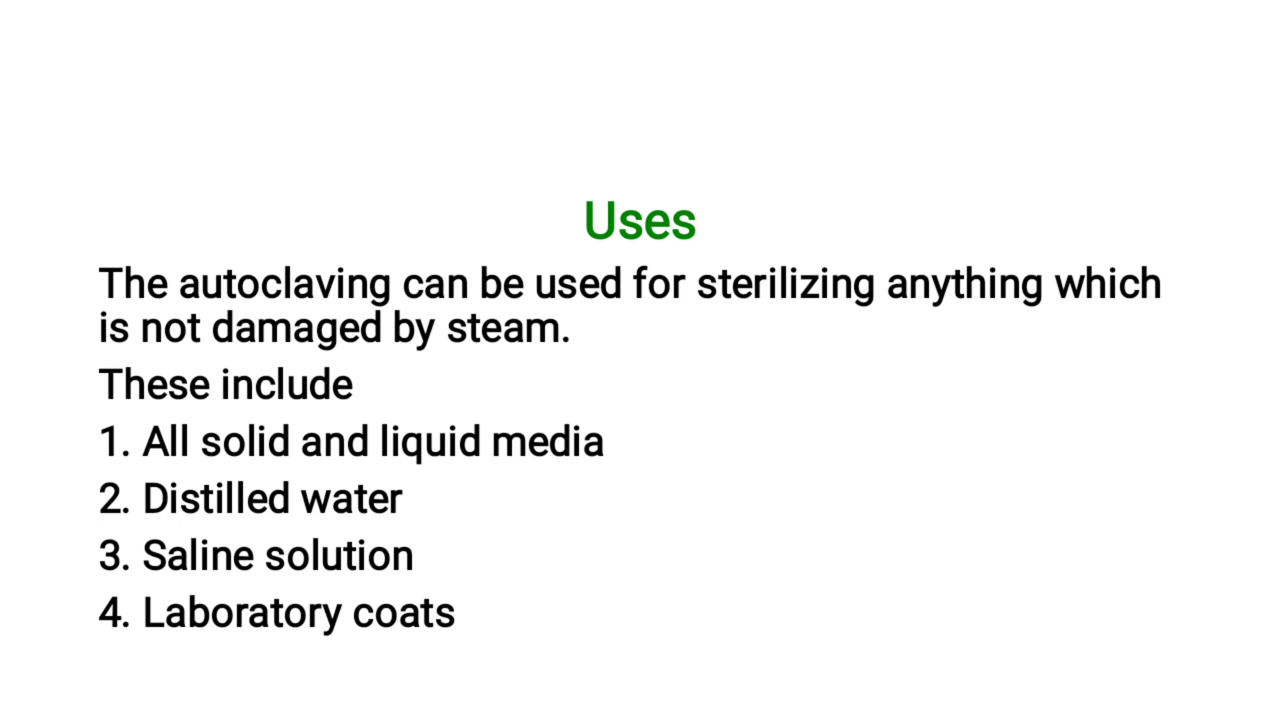 Uses
The autoclaving can be used for sterilizing anything which
is not damaged by steam.
These include
1. All solid and liquid media
2. Distilled water
3. Saline solution
4. Laboratory coats